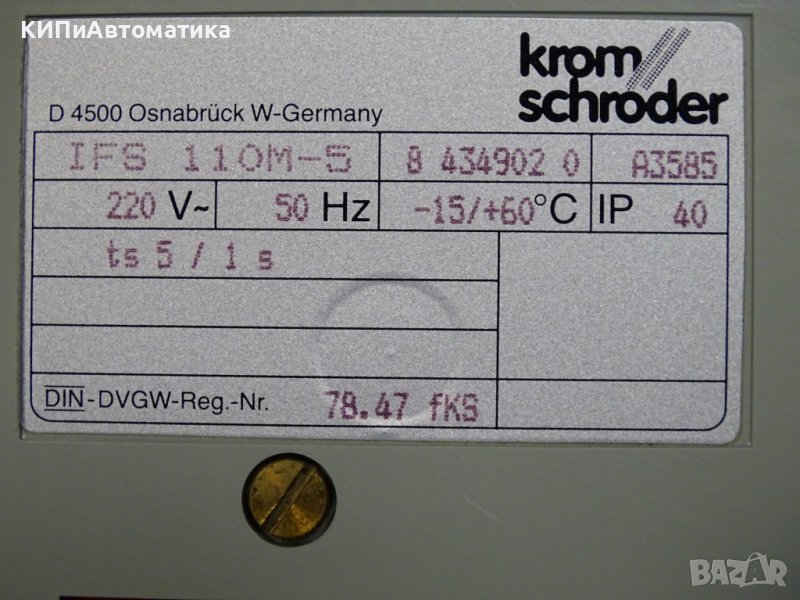 КИПиАвтоматика
krom
schroder
D 4500 Osnabrück W-Germany
IFS 110M-5 8 434902 0 A3585
220 V~ 50 Hz -15/+60°C IP 40
ts 5 / 1 s
DIN-DVGW-Reg.-Nr. 78.47 fKS
BAZAR